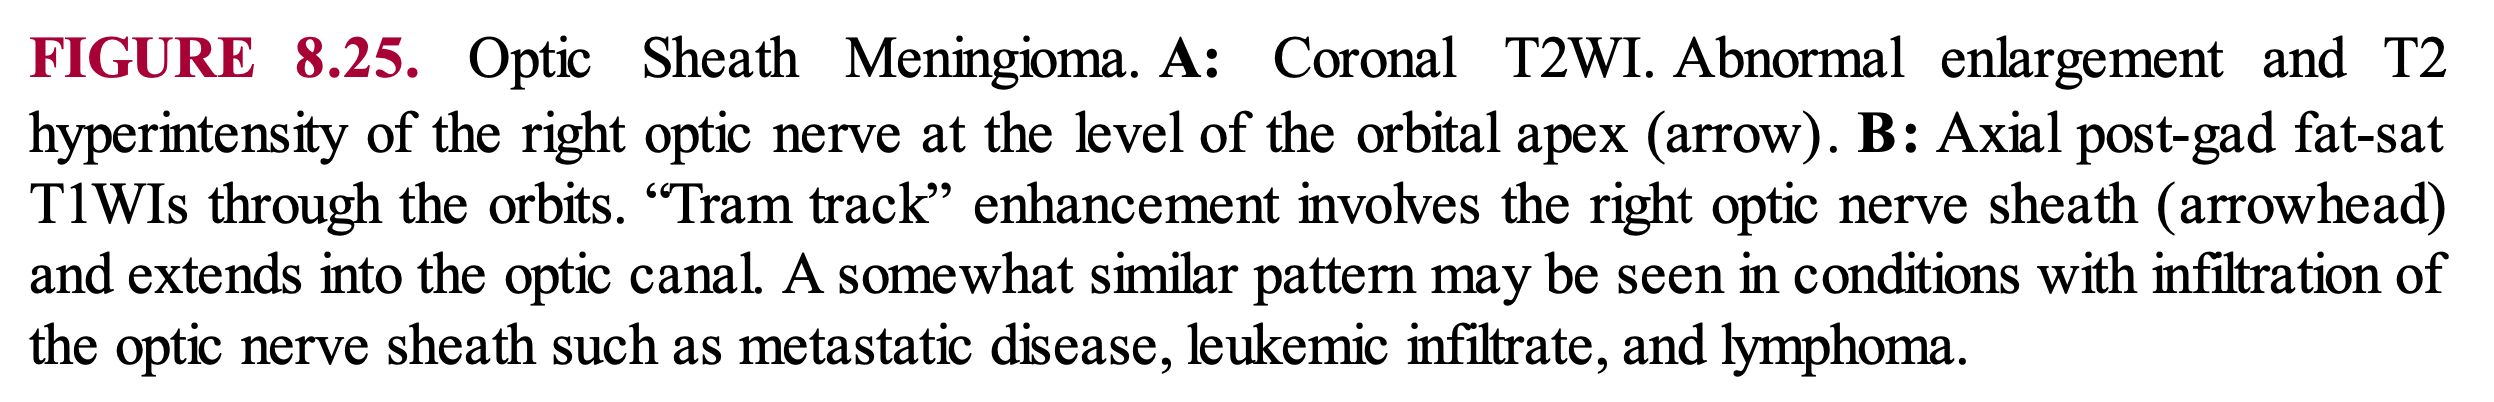 FIGURE 8.25. Optic Sheath Meningioma. A: Coronal T2WI. Abnormal enlargement and T2
hyperintensity of the right optic nerve at the level of the orbital apex (arrow). B: Axial post-gad fat-sat
T1WIs through the orbits. “Tram track” enhancement involves the right optic nerve sheath (arrowhead)
and extends into the optic canal. A somewhat similar pattern may be seen in conditions with infiltration of
the optic nerve sheath such as metastatic disease, leukemic infiltrate, and lymphoma.